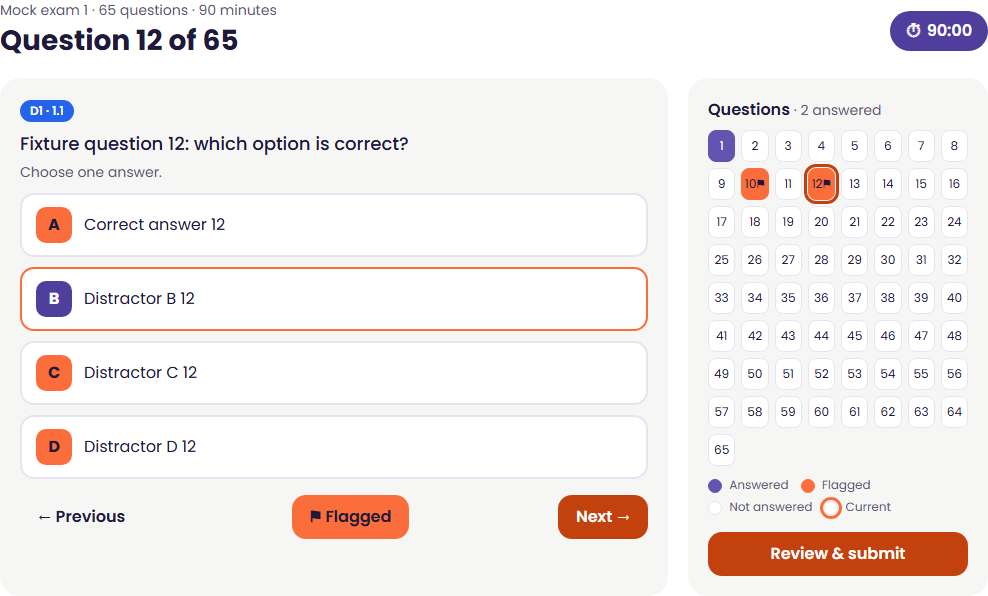 Mock exam 1 · 65 questions · 90 minutes
Question 12 of 65
⏱ 90:00
D1 · 1.1
Fixture question 12: which option is correct?
Choose one answer.
A Correct answer 12
B Distractor B 12
C Distractor C 12
D Distractor D 12
← Previous
⚑ Flagged
Next →
Questions · 2 answered
1 2 3 4 5 6 7 8
9 10⚑ 11 12⚑ 13 14 15 16
17 18 19 20 21 22 23 24
25 26 27 28 29 30 31 32
33 34 35 36 37 38 39 40
41 42 43 44 45 46 47 48
49 50 51 52 53 54 55 56
57 58 59 60 61 62 63 64
65
Answered Flagged
Not answered Current
Review & submit